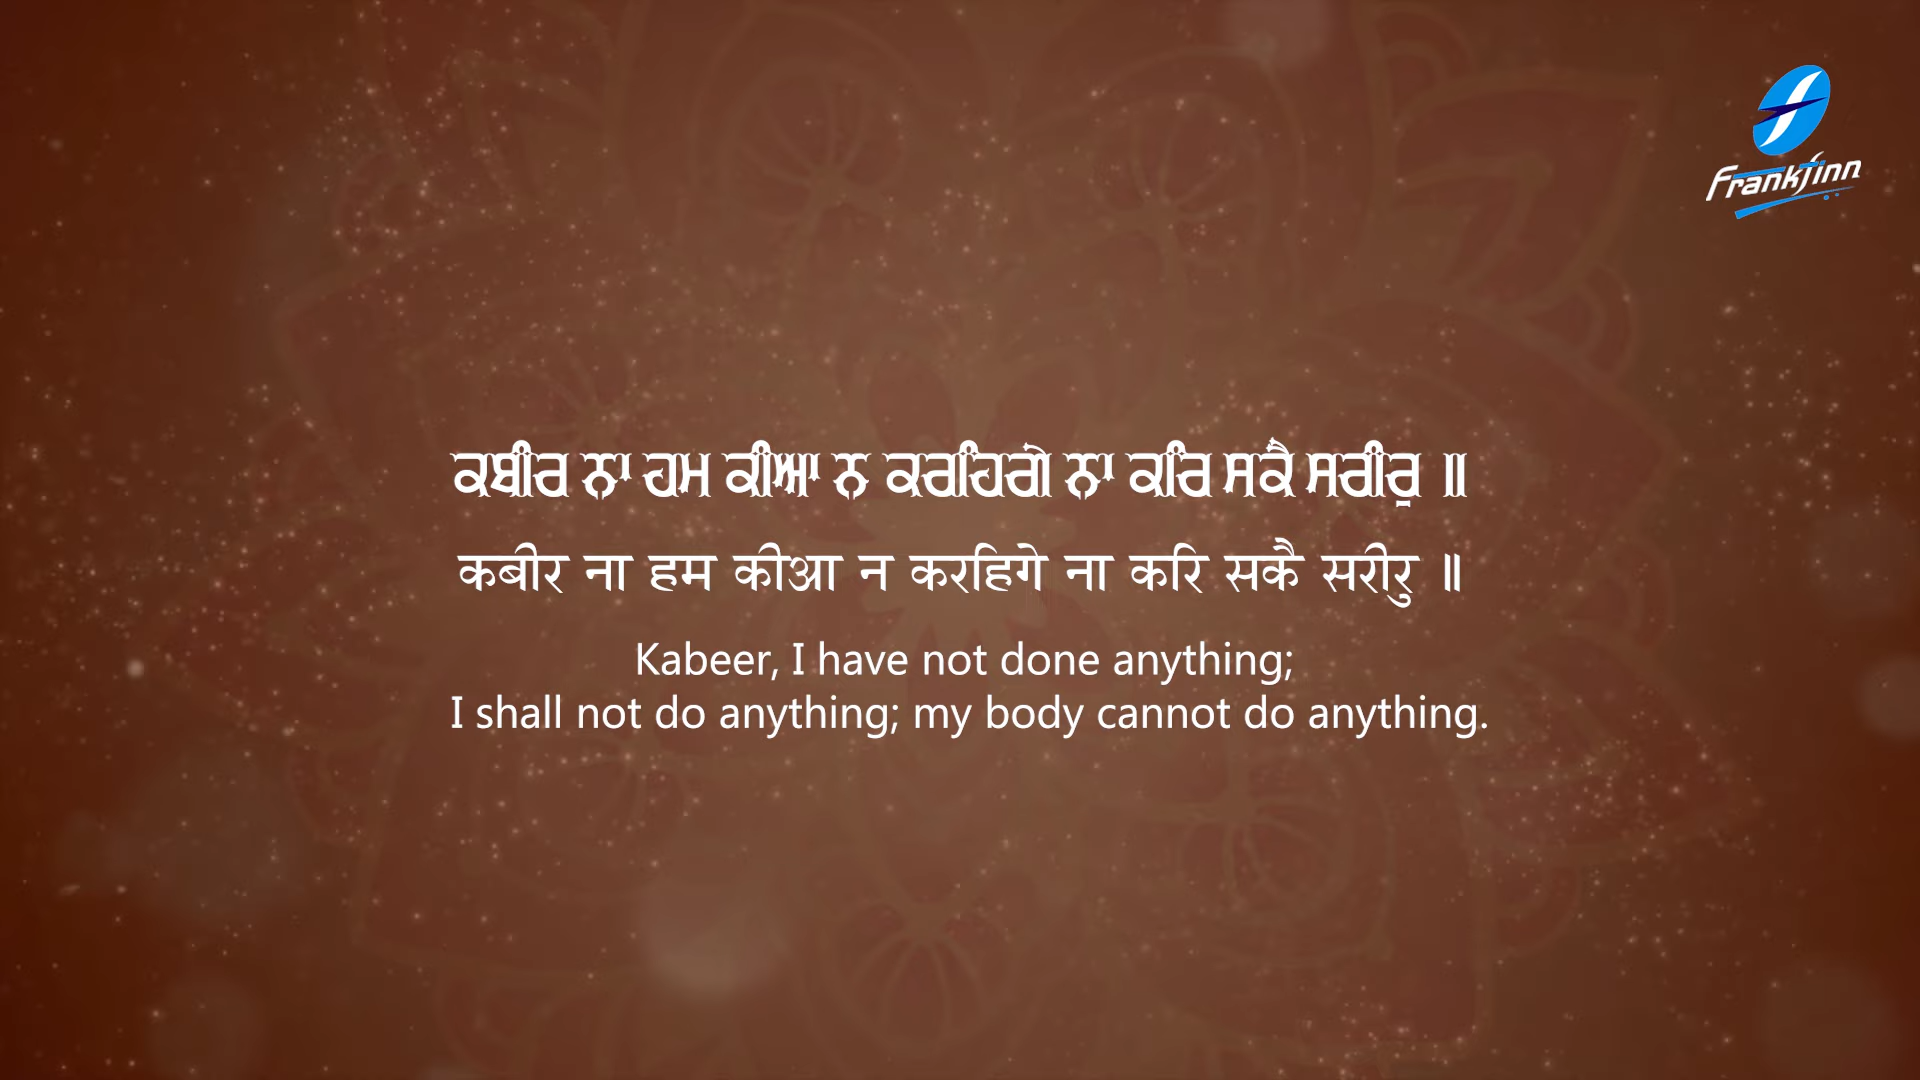 Frankfinn
ਕਬੀਰ ਨਾ ਹਮ ਕੀਆ ਨ ਕਰਹਿਗੇ ਨਾ ਕਰਿ ਸਕੈ ਸਰੀਰੁ ॥
कबीर ना हम कीआ न करहिगे ना करि सकै सरीरु ॥
Kabeer, I have not done anything;
I shall not do anything; my body cannot do anything.